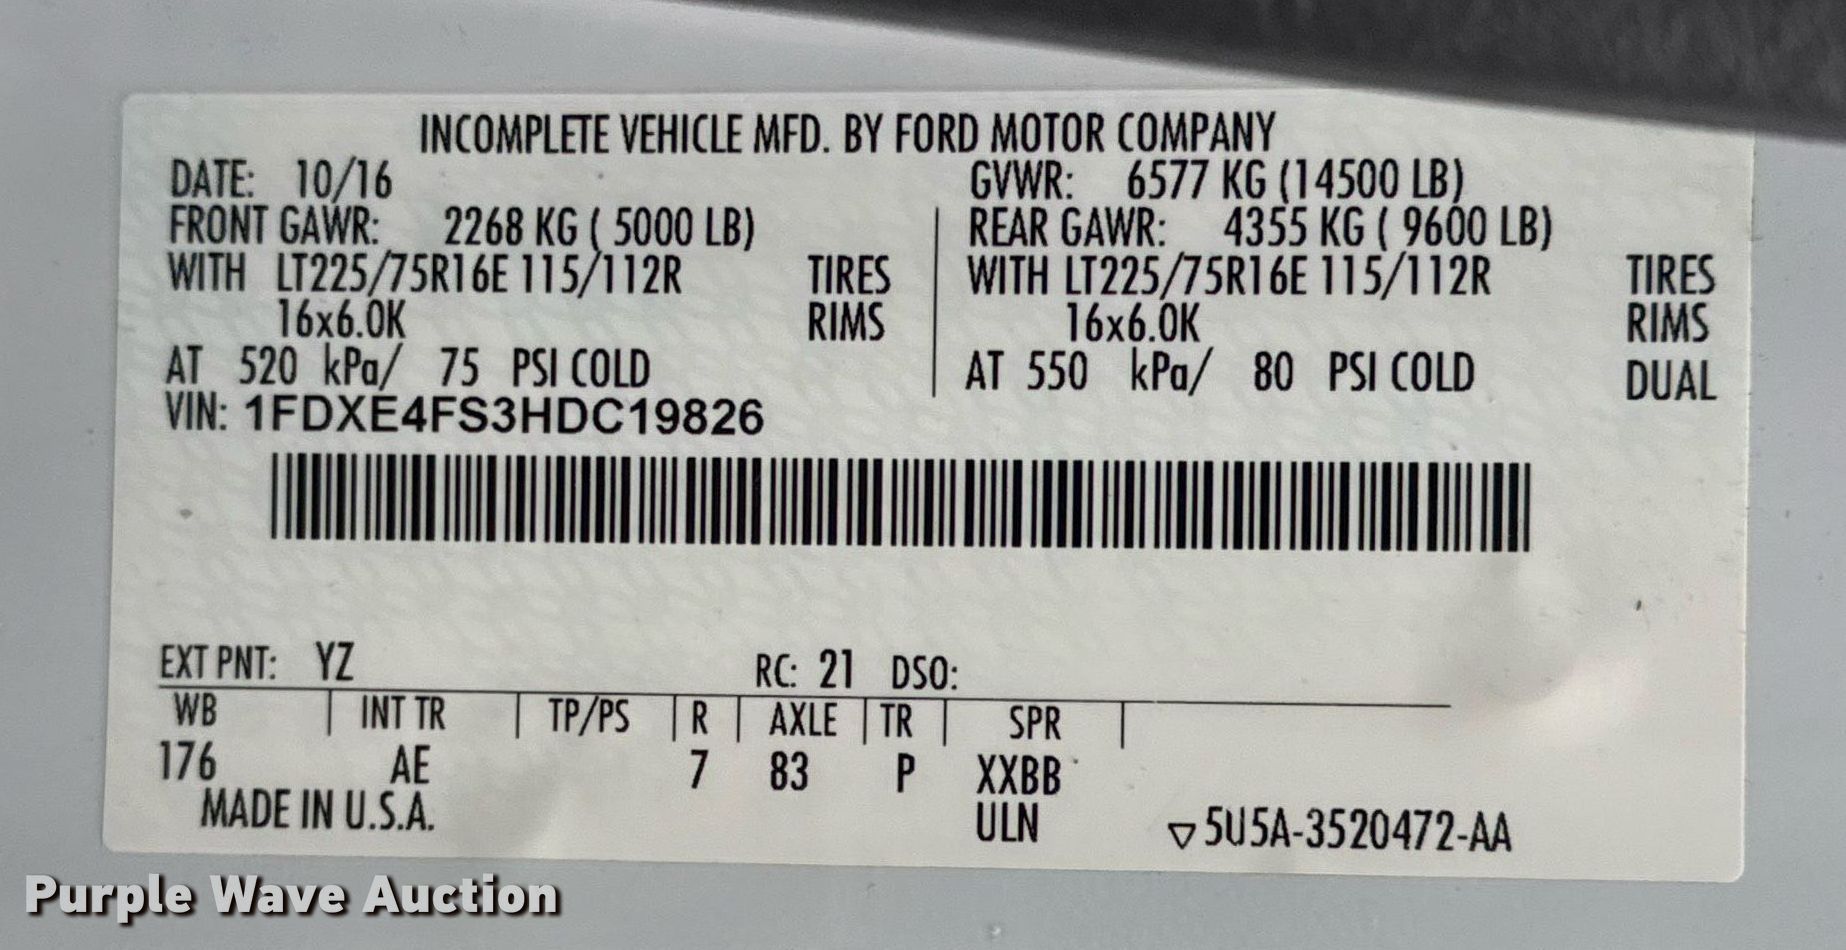 INCOMPLETE VEHICLE MFD. BY FORD MOTOR COMPANY
DATE: 10/16 GVWR: 6577 KG (14500 LB)
FRONT GAWR: 2268 KG ( 5000 LB) REAR GAWR: 4355 KG ( 9600 LB)
WITH LT225/75R16E 115/112R TIRES WITH LT225/75R16E 115/112R TIRES
16x6.0K RIMS 16x6.0K RIMS
AT 520 kPa/ 75 PSI COLD AT 550 kPa/ 80 PSI COLD DUAL
VIN: 1FDXE4FS3HDC19826
EXT PNT: YZ RC: 21 DSO:
WB | INT TR | TP/PS | R | AXLE | TR | SPR |
176 AE 7 83 P XXBB
MADE IN U.S.A. ULN ▽5U5A-3520472-AA
Purple Wave Auction